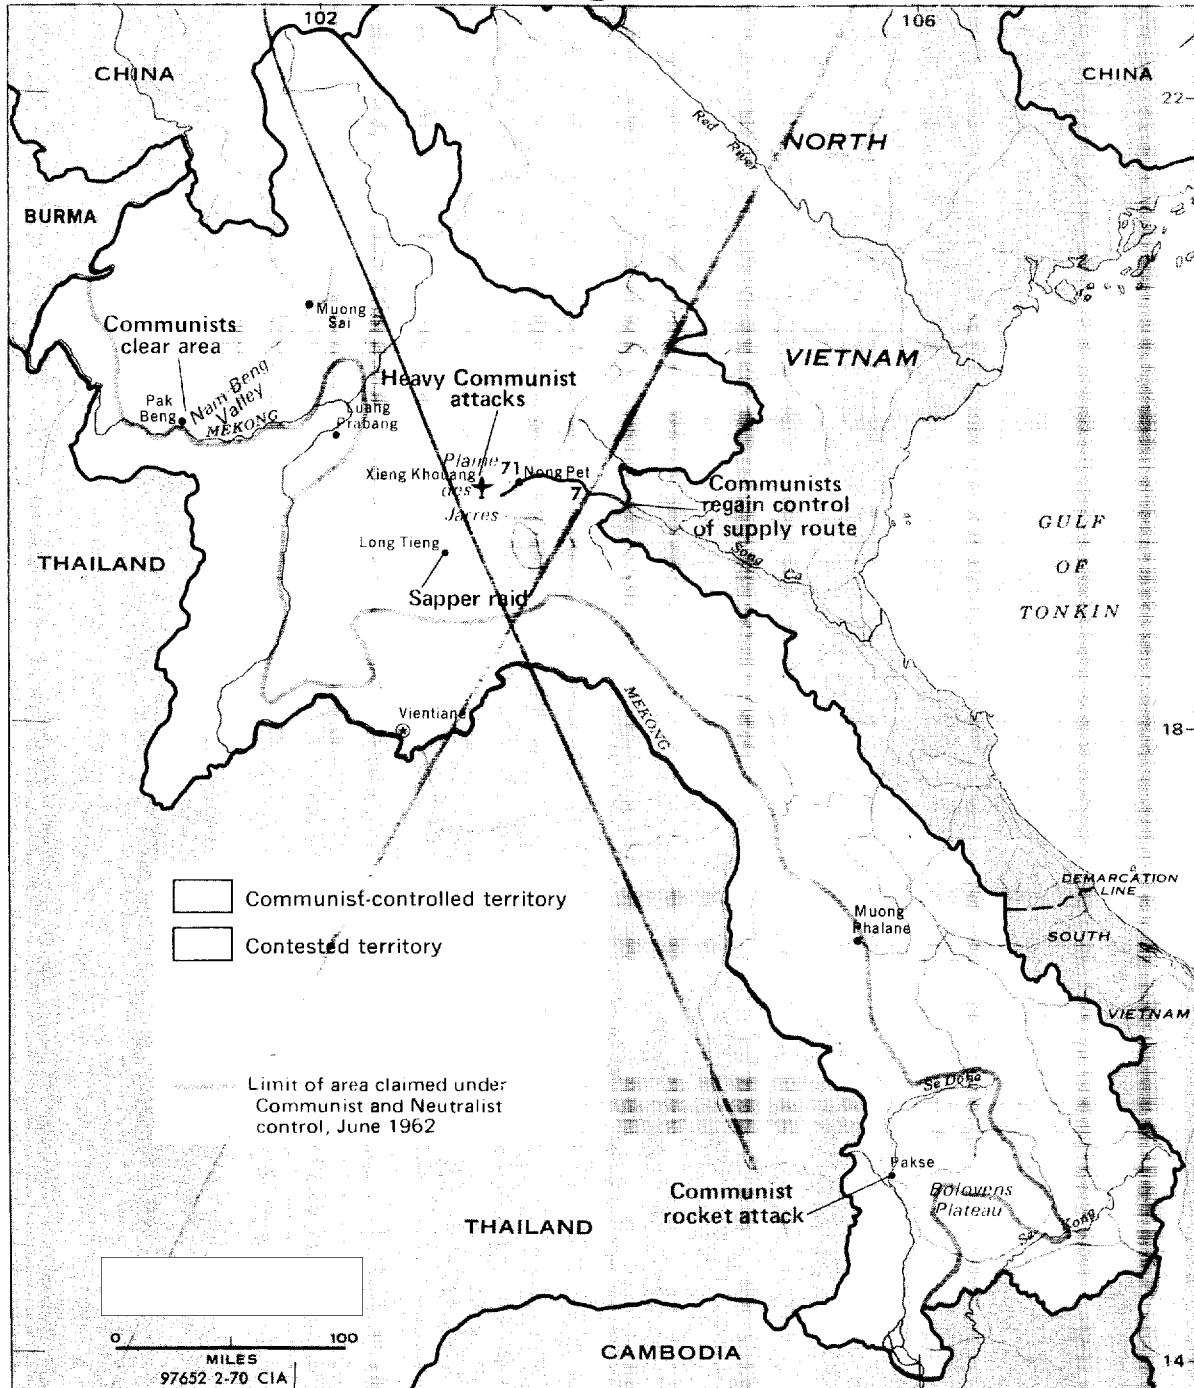 102
106
CHINA
CHINA
22
Red
River
NORTH
BURMA
Muong
Sai
Communists
clear area
VIETNAM
Heavy Communist
attacks
Pak
Beng
Nam Beng
Valley
MEKONG
Luang
Prabang
Plaine
71
Nong Pet
Xieng Khouang
des
7
Jarres
Communists
regain control
of supply route
GULF
OF
TONKIN
Long Tieng
THAILAND
Song
Ca
Sapper raid
MEKONG
Vientiane
18
Communist-controlled territory
Contested territory
DEMARCATION
LINE
Muong
Phalane
SOUTH
VIETNAM
Limit of area claimed under
Communist and Neutralist
control, June 1962
Se Done
Pakse
Communist
rocket attack
Bolovens
Plateau
Se Kong
THAILAND
0 100
MILES
97652 2-70 CIA
CAMBODIA
14